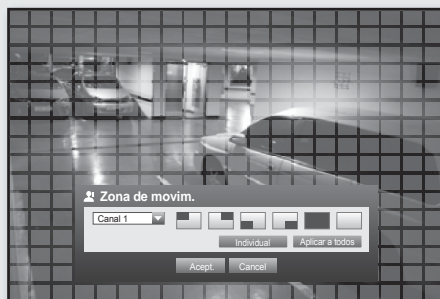 Zona de movim.
Canal 1
Individual Aplicar a todos
Acept. Cancel